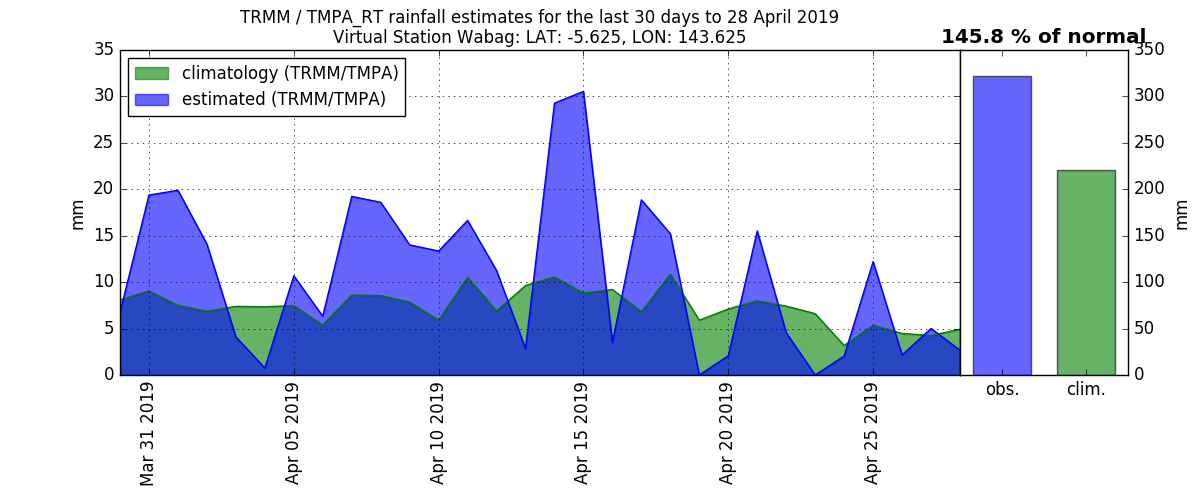 TRMM / TMPA_RT rainfall estimates for the last 30 days to 28 April 2019
Virtual Station Wabag: LAT: -5.625, LON: 143.625
145.8 % of normal
climatology (TRMM/TMPA)
estimated (TRMM/TMPA)
mm
35
30
25
20
15
10
5
0
Mar 31 2019
Apr 05 2019
Apr 10 2019
Apr 15 2019
Apr 20 2019
Apr 25 2019
obs.
clim.
350
300
250
200
150
100
50
0
mm